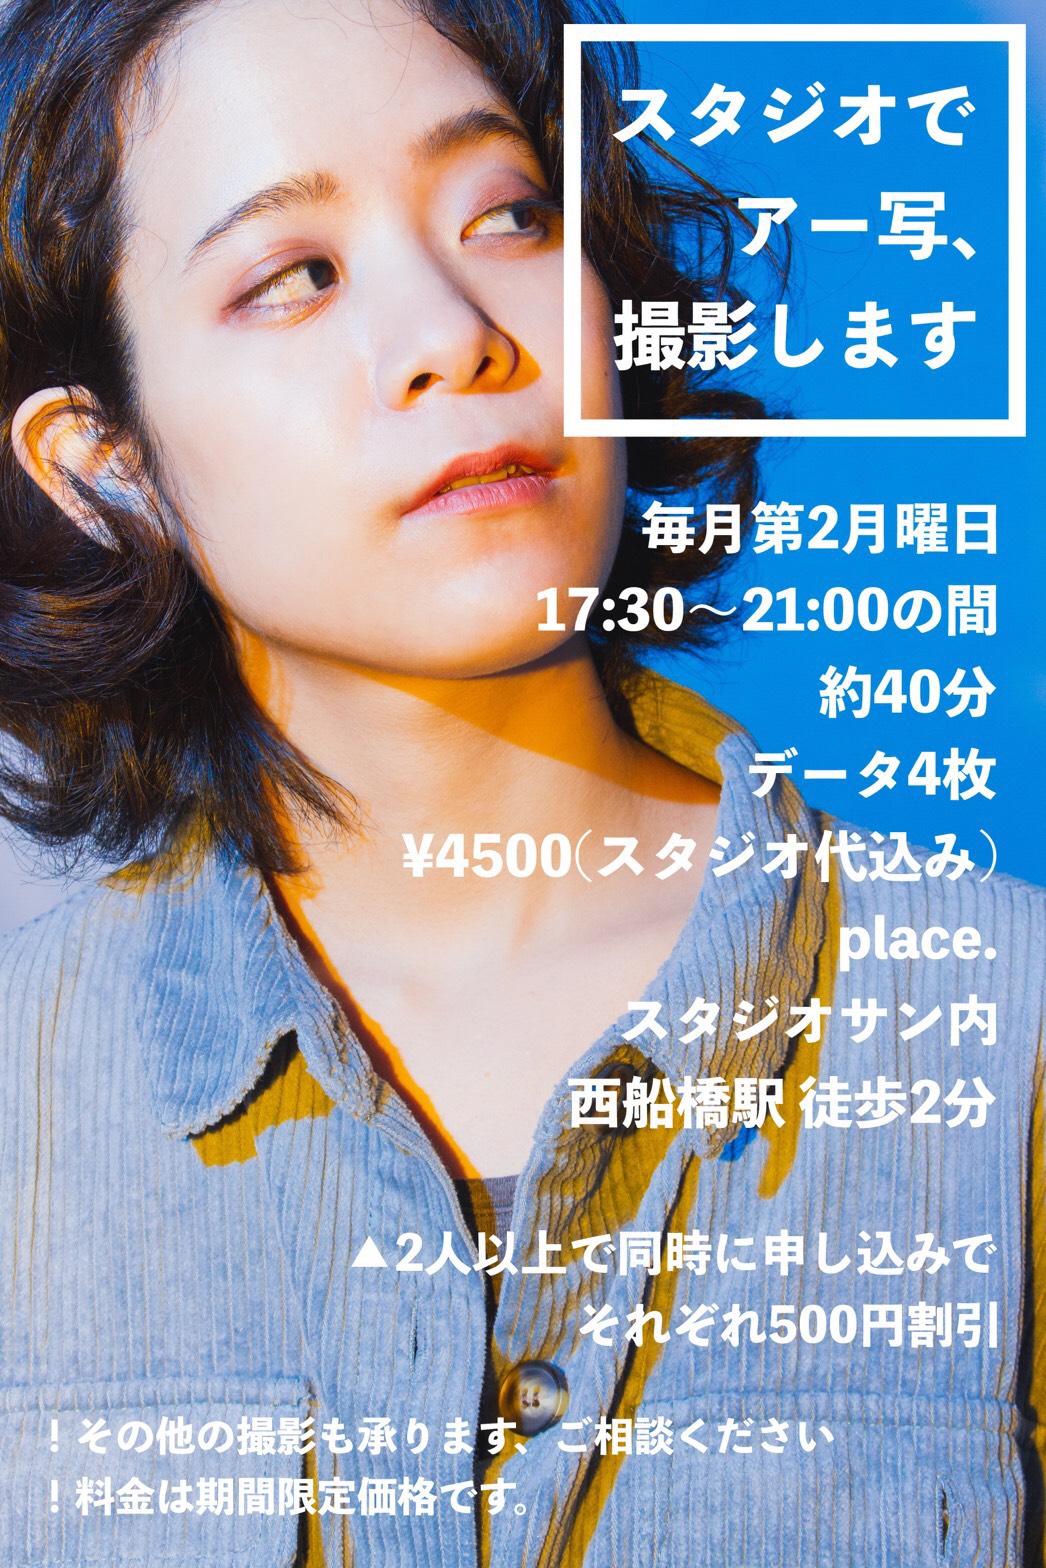 スタジオで
アー写、
撮影します
毎月第2月曜日
17:30〜21:00の間
約40分
データ4枚
¥4500(スタジオ代込み)
place.
スタジオサン内
西船橋駅 徒歩2分
▲2人以上で同時に申し込みで
それぞれ500円割引
！その他の撮影も承ります、ご相談ください
！料金は期間限定価格です。